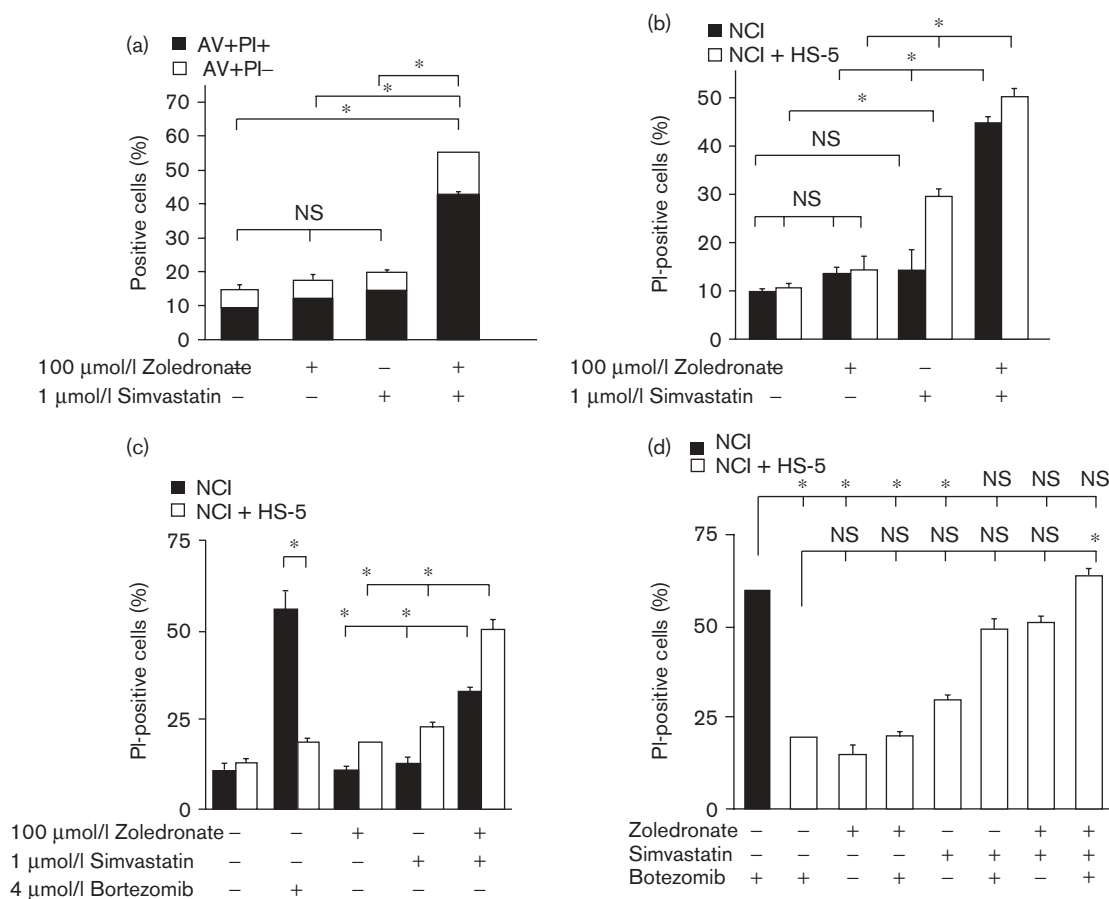 (a)
AV+PI+
AV+PI–
*
*
*
NS
70
60
50
40
30
20
10
0
Positive cells (%)
100 μmol/l Zoledronate – + – +
1 μmol/l Simvastatin – – + +
(b)
NCI
NCI + HS-5
*
*
*
NS
NS
50
40
30
20
10
0
PI-positive cells (%)
100 μmol/l Zoledronate – + – +
1 μmol/l Simvastatin – – + +
(c)
NCI
NCI + HS-5
*
* *
* *
75
50
25
0
PI-positive cells (%)
100 μmol/l Zoledronate – – + – +
1 μmol/l Simvastatin – – – + +
4 μmol/l Bortezomib – + – – –
(d)
NCI
NCI + HS-5
* * * * NS NS NS
NS NS NS NS NS *
75
50
25
0
PI-positive cells (%)
Zoledronate – – + + – – + +
Simvastatin – – – – + + + +
Botezomib + + – + – + – +